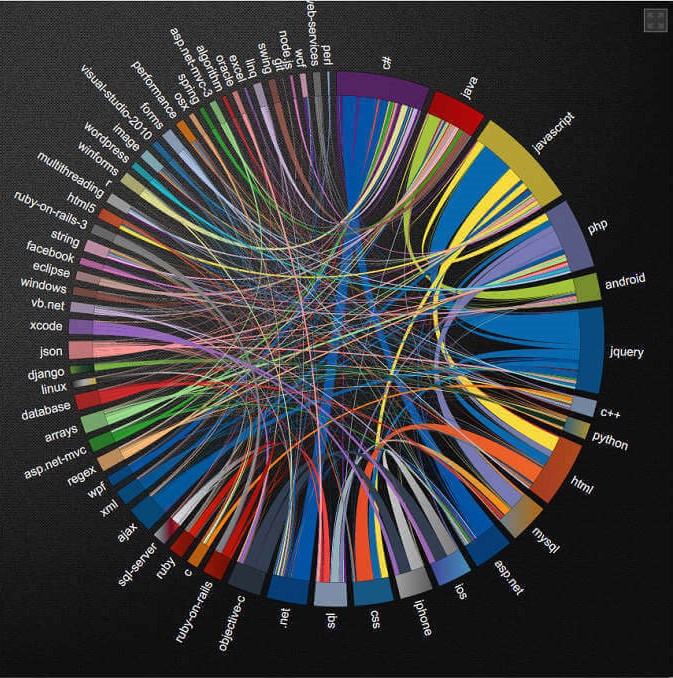 c#
java
javascript
php
android
jquery
c++
python
html
mysql
asp.net
ios
iphone
css
sql
.net
objective-c
ruby-on-rails
c
ruby
sql-server
ajax
xml
wpf
regex
asp.net-mvc
arrays
database
linux
django
json
xcode
vb.net
windows
eclipse
facebook
string
ruby-on-rails-3
html5
multithreading
r
winforms
wordpress
image
visual-studio-2010
forms
performance
osx
spring
asp.net-mvc-3
algorithm
oracle
excel
linq
swing
git
node.js
wcf
web-services
perl